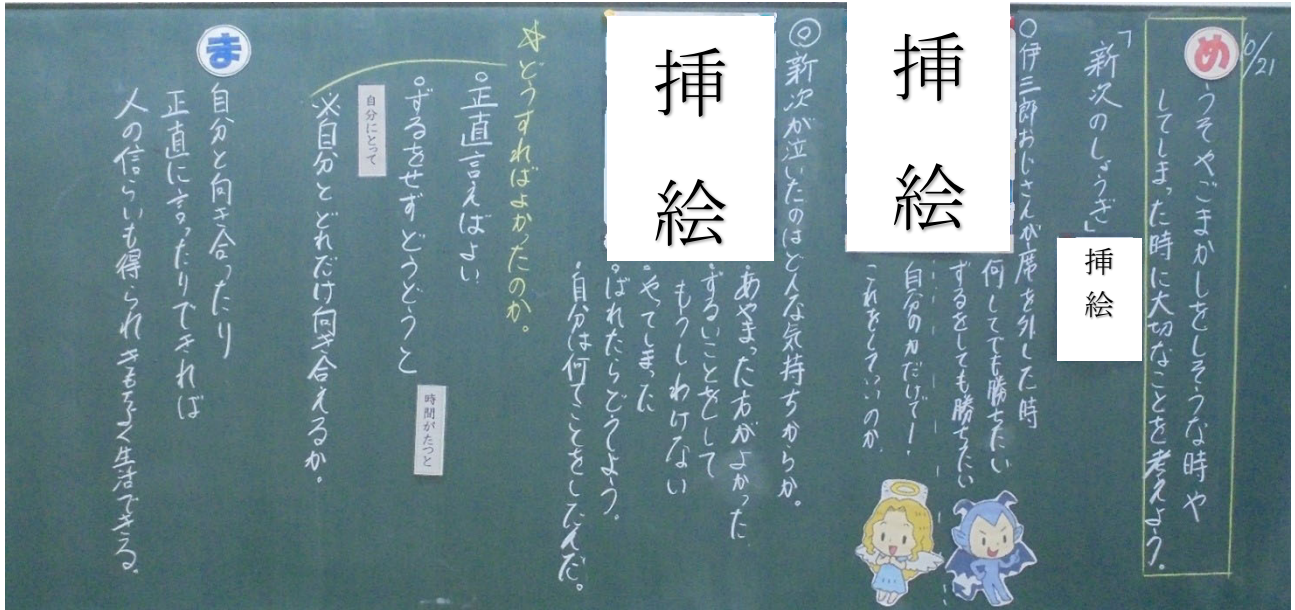 10/21
め
うそやごまかしをしそうな時や
してしまった時に大切なことを考えよう。
「新次のしょうぎ」
挿絵
○伊三郎おじさんが席を外した時
挿絵
何してでも勝ちたい
ずるをしても勝ちたい
自分の力だけで!
これをしていいのか
◎新次が泣いたのはどんな気持ちからか。
挿絵
・あやまった方がよかった
・ずるいことをして
もうしわけない
・やってしまった
・ばれたらどうしよう。
・自分は何てことをしたんだ。
☆どうすればよかったのか。
○正直言えばよい
○ずるをせずどうどうと
時間がたつと
自分にとって
※自分とどれだけ向き合えるか。
ま
自分と向き合ったり
正直に言ったりできれば
人の信らいも得られきもちよく生活できる。